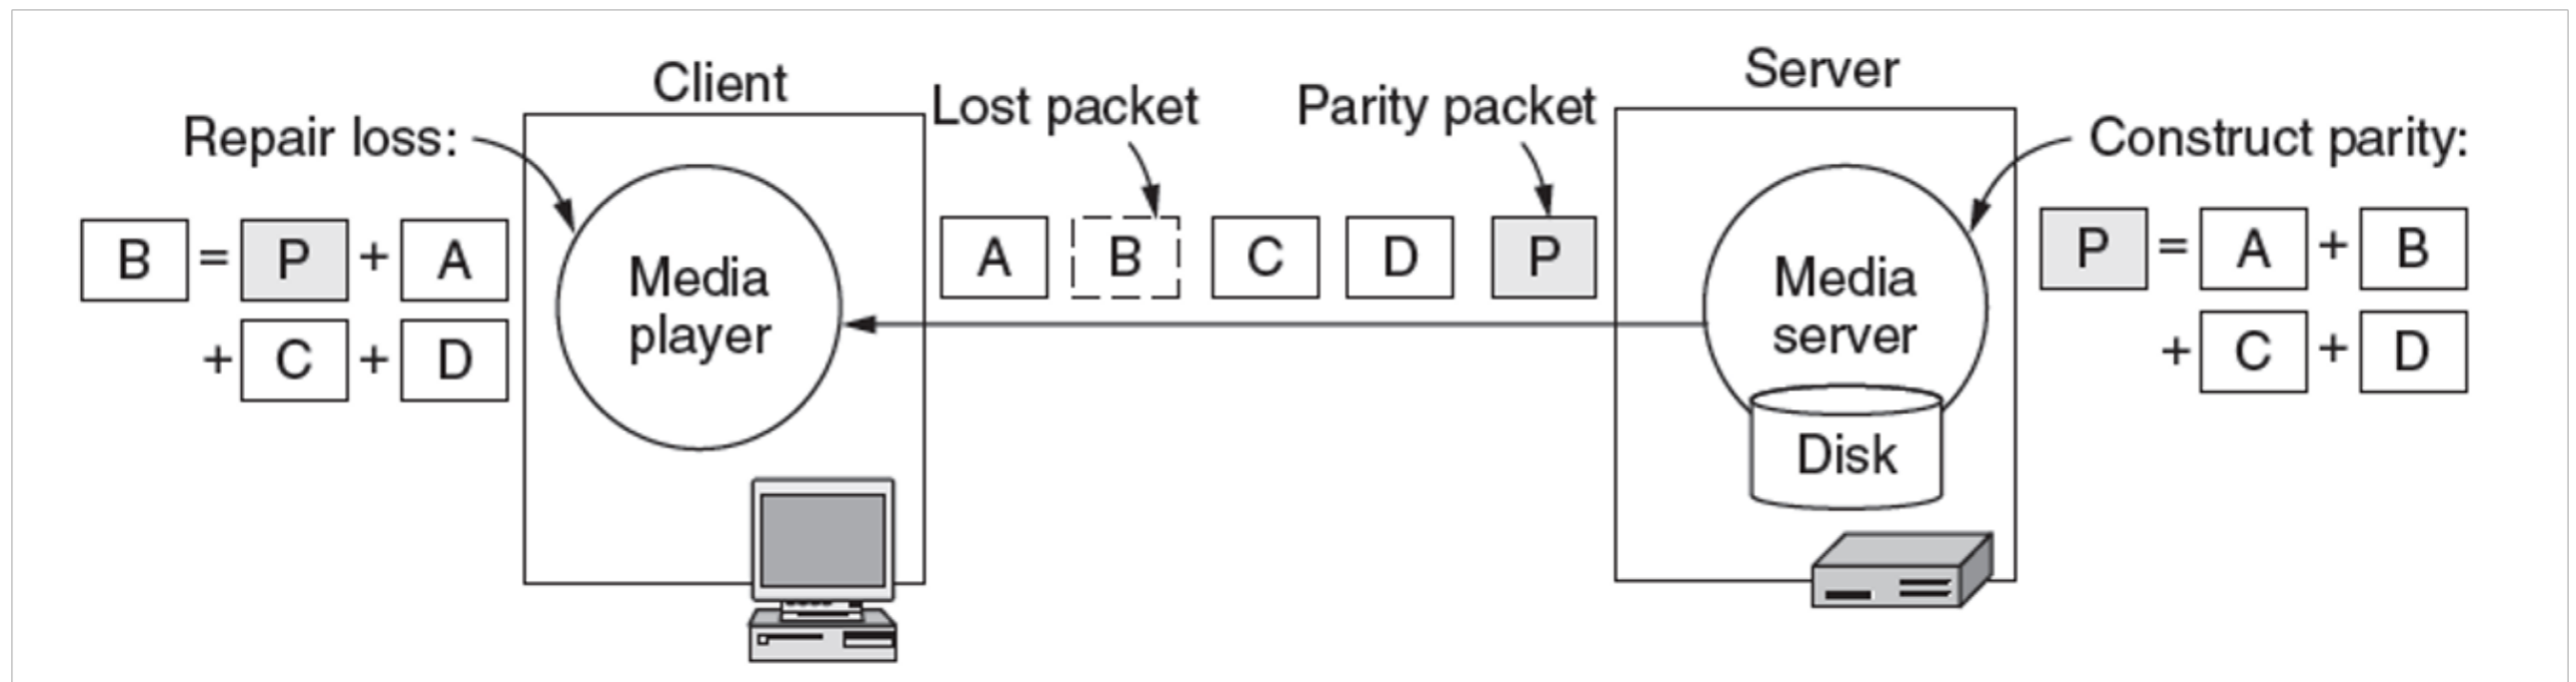 Client
Server
Lost packet
Parity packet
Repair loss:
Construct parity:
B = P + A
+ C + D
A B C D P
P = A + B
+ C + D
Media
player
Media
server
Disk